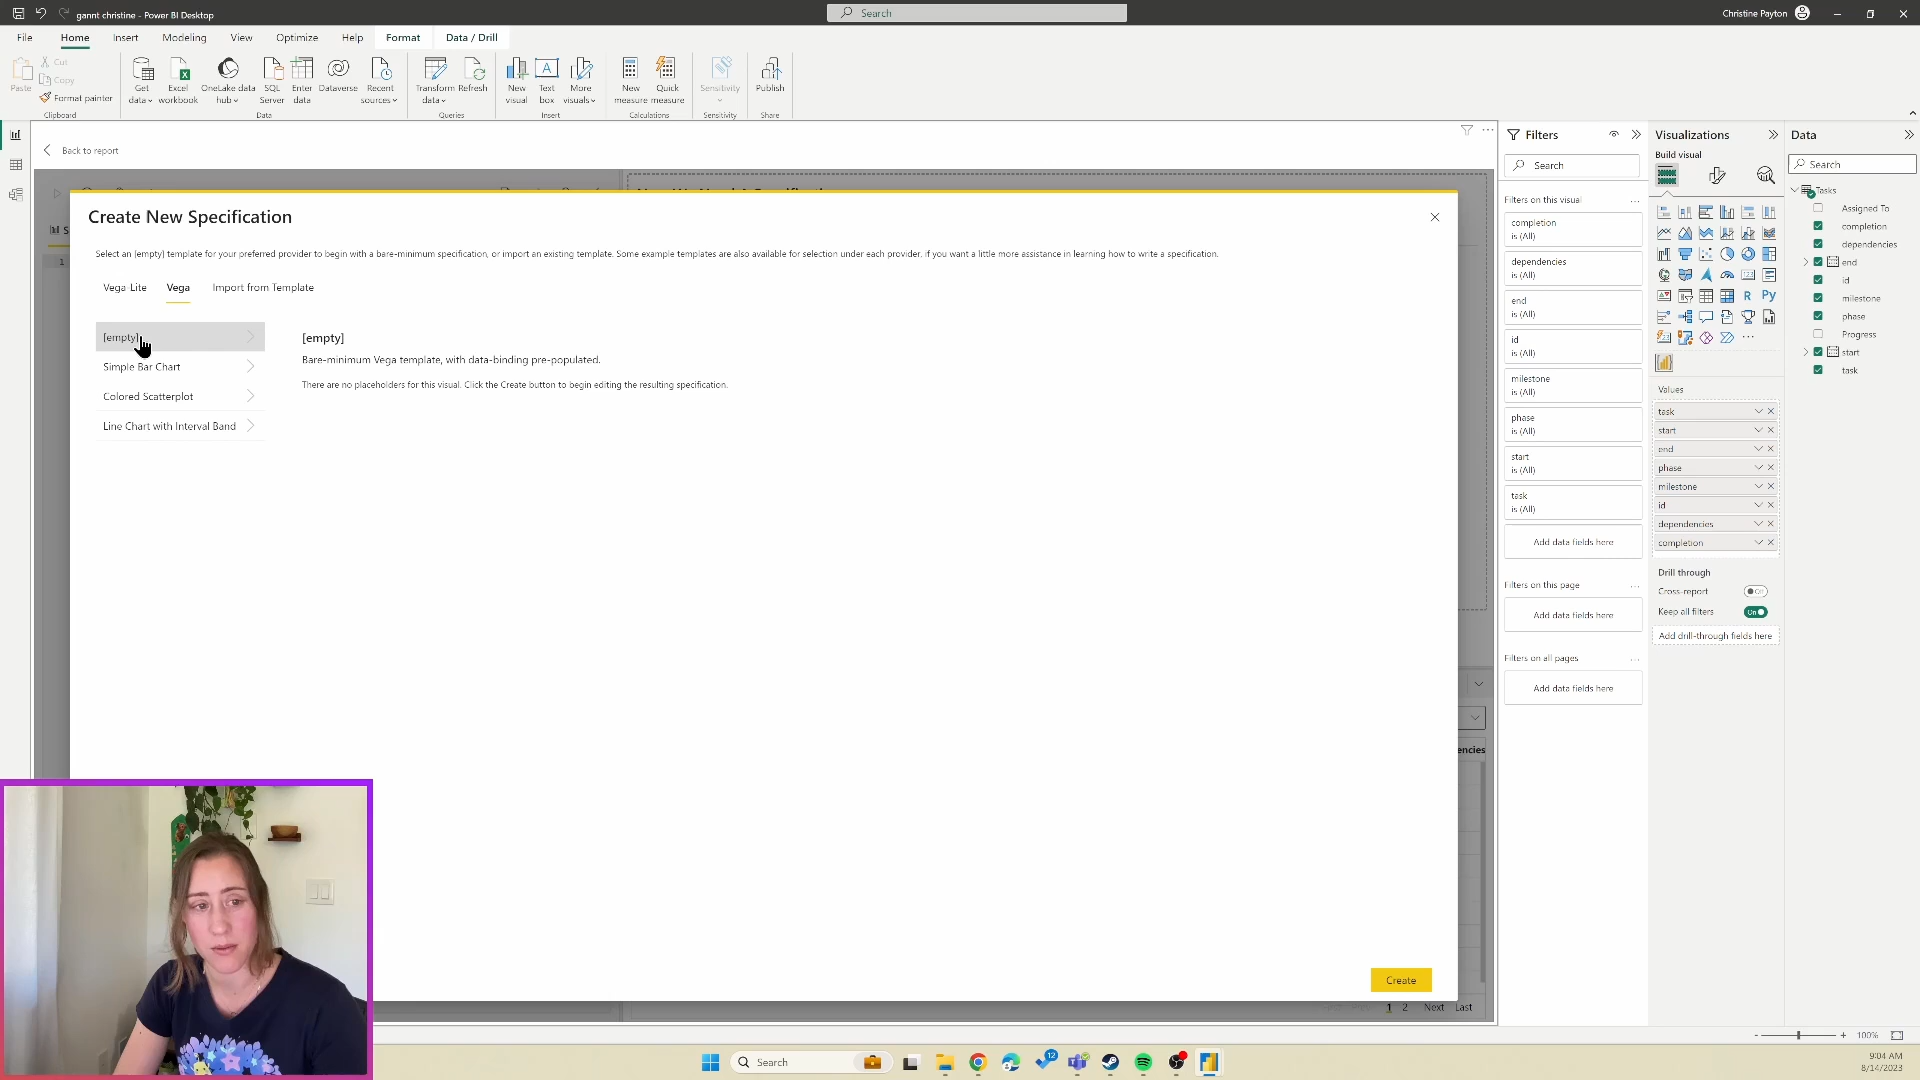 gannt christine - Power BI Desktop
Search
Christine Payton
File
Home
Insert
Modeling
View
Optimize
Help
Format
Data / Drill
Paste
Cut
Copy
Format painter
Clipboard
Get
data
Excel
workbook
OneLake data
hub
SQL
Server
Enter
data
Dataverse
Recent
sources
Data
Transform
data
Refresh
Queries
New
visual
Text
box
More
visuals
Insert
New
measure
Quick
measure
Calculations
Sensitivity
Sensitivity
Publish
Share
Back to report
1
Create New Specification
Select an [empty] template for your preferred provider to begin with a bare-minimum specification, or import an existing template. Some example templates are also available for selection under each provider, if you want a little more assistance in learning how to write a specification.
Vega-Lite
Vega
Import from Template
[empty]
Simple Bar Chart
Colored Scatterplot
Line Chart with Interval Band
[empty]
Bare-minimum Vega template, with data-binding pre-populated.
There are no placeholders for this visual. Click the Create button to begin editing the resulting specification.
Create
encies
1 2 Next Last
Filters
Search
Filters on this visual
completion
is (All)
dependencies
is (All)
end
is (All)
id
is (All)
milestone
is (All)
phase
is (All)
start
is (All)
task
is (All)
Add data fields here
Filters on this page
Add data fields here
Filters on all pages
Add data fields here
Visualizations
Build visual
R
Py
123
Values
task
start
end
phase
milestone
id
dependencies
completion
Drill through
Cross-report
Off
Keep all filters
On
Add drill-through fields here
Data
Search
Tasks
Assigned To
completion
dependencies
end
id
milestone
phase
Progress
start
task
100%
Search
12
9:04 AM
8/14/2023